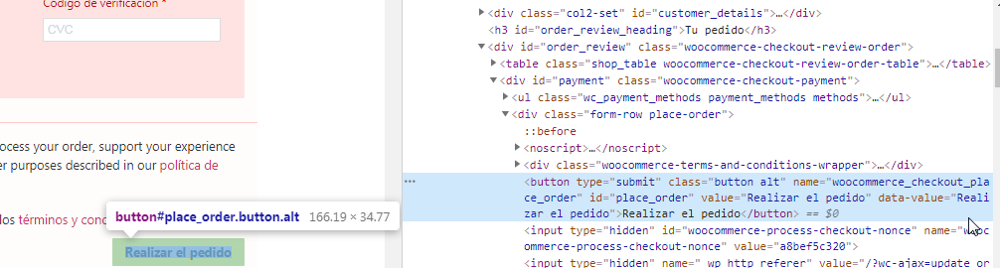 Código de verificación *
CVC
ocess your order, support your experience
er purposes described in our política de
los términos y cond
button#place_order.button.alt 166.19 × 34.77
Realizar el pedido
<div class="col2-set" id="customer_details">…</div>
<h3 id="order_review_heading">Tu pedido</h3>
<div id="order_review" class="woocommerce-checkout-review-order">
<table class="shop_table woocommerce-checkout-review-order-table">…</table>
<div id="payment" class="woocommerce-checkout-payment">
<ul class="wc_payment_methods payment_methods methods">…</ul>
<div class="form-row place-order">
::before
<noscript>…</noscript>
<div class="woocommerce-terms-and-conditions-wrapper">…</div>
<button type="submit" class="button alt" name="woocommerce_checkout_pla
ce_order" id="place_order" value="Realizar el pedido" data-value="Reali
zar el pedido">Realizar el pedido</button> == $0
<input type="hidden" id="woocommerce-process-checkout-nonce" name="wooc
ommerce-process-checkout-nonce" value="a8bef5c320">
<input type="hidden" name="_wp_http_referer" value="/?wc-ajax=update_or